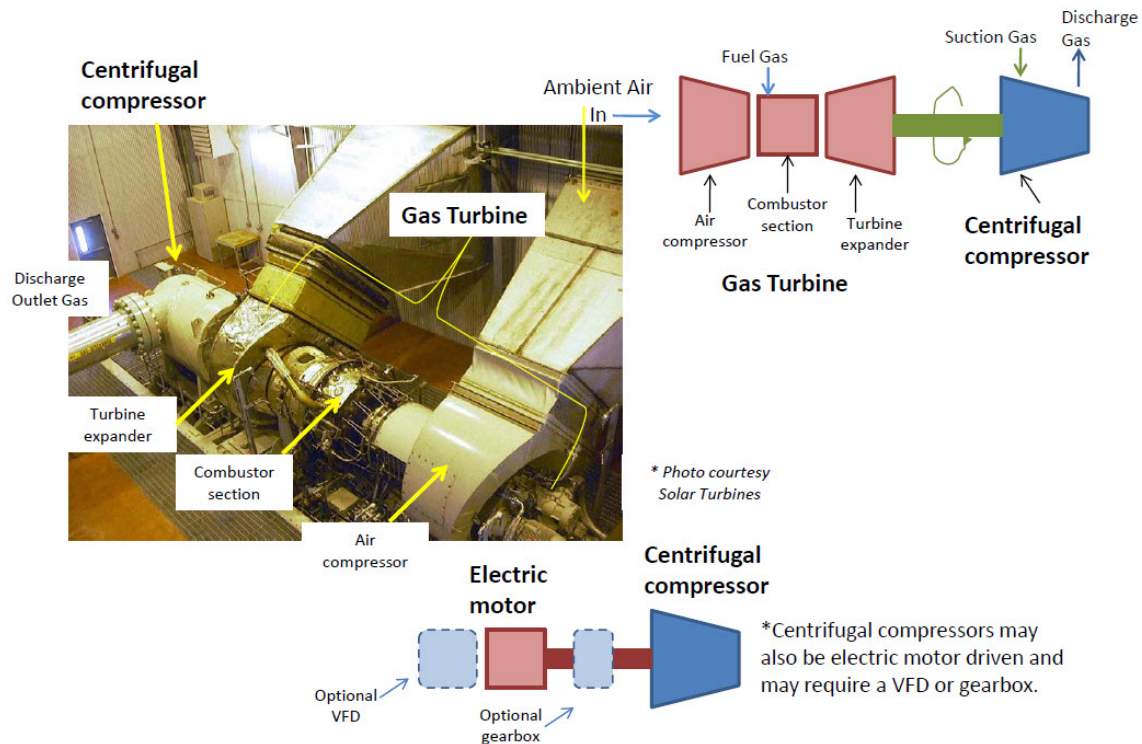 Centrifugal
compressor
Discharge
Outlet Gas
Turbine
expander
Combustor
section
Air
compressor
Gas Turbine
Ambient Air
In
Fuel Gas
Suction Gas
Discharge
Gas
Air
compressor
Combustion
section
Turbine
expander
Gas Turbine
Centrifugal
compressor
* Photo courtesy
Solar Turbines
Electric
motor
Centrifugal
compressor
Optional
VFD
Optional
gearbox
*Centrifugal compressors may
also be electric motor driven and
may require a VFD or gearbox.